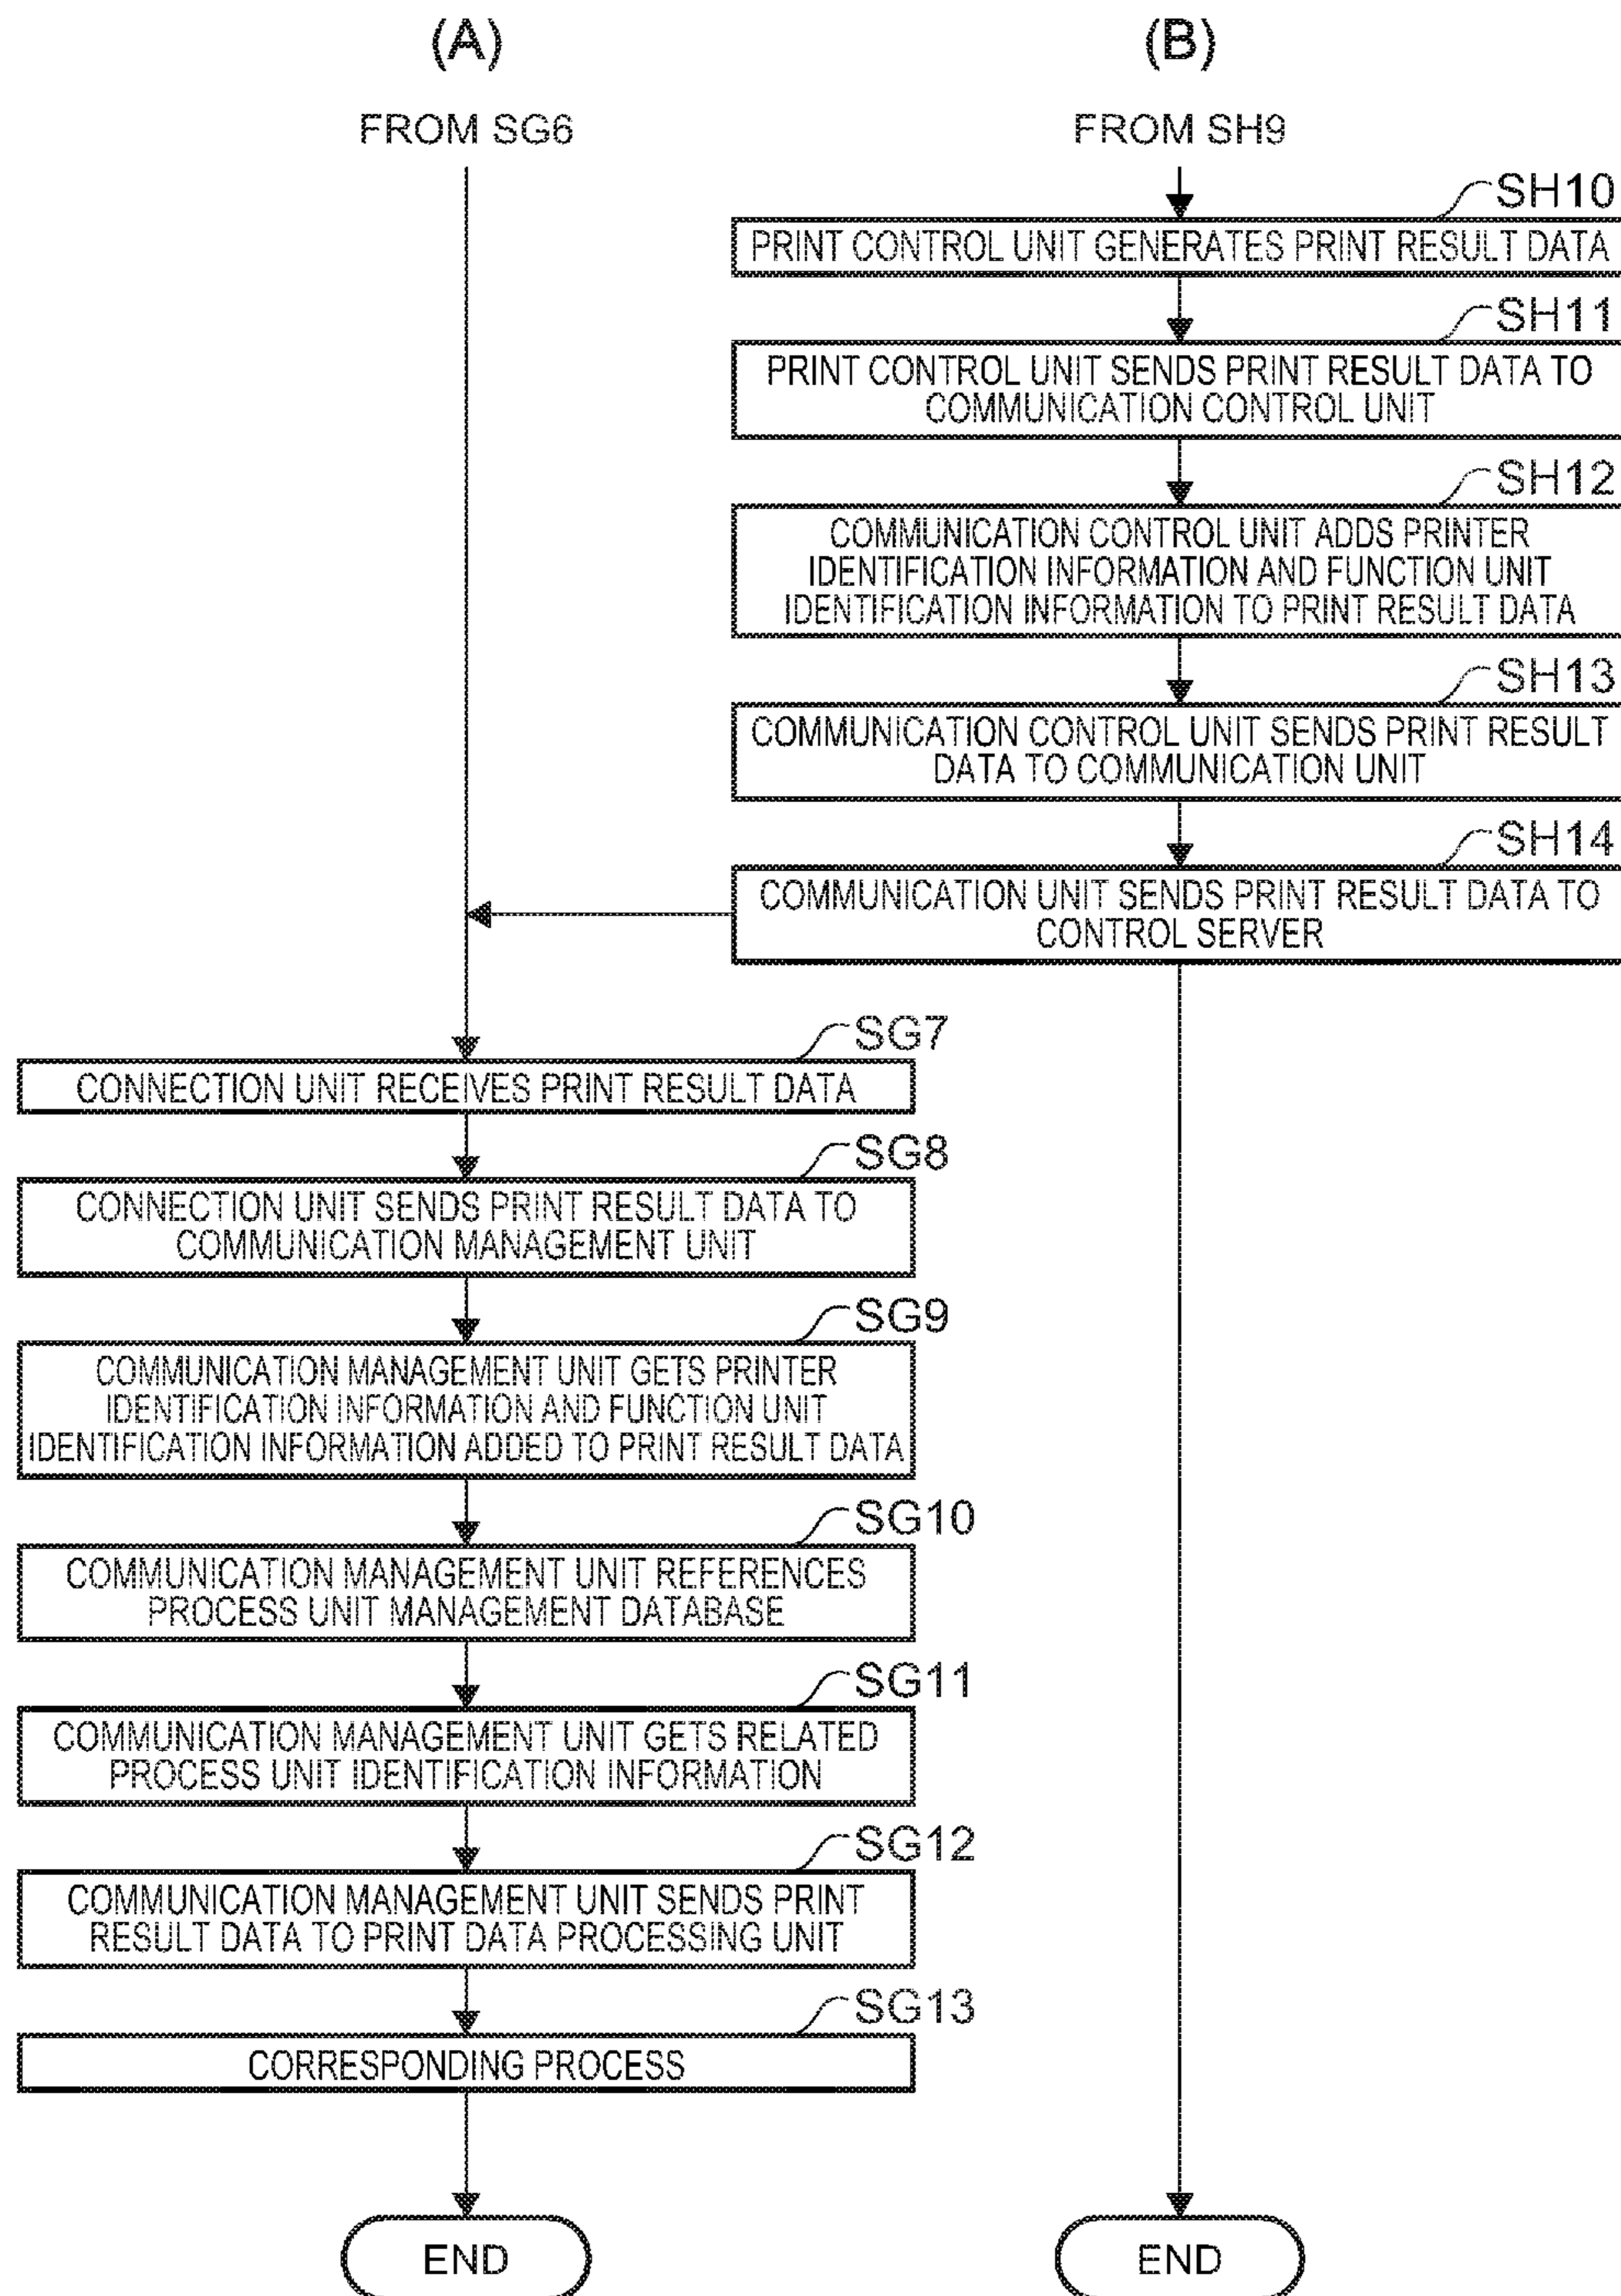 (A)
FROM SG6
(B)
FROM SH9
SH10
PRINT CONTROL UNIT GENERATES PRINT RESULT DATA
SH11
PRINT CONTROL UNIT SENDS PRINT RESULT DATA TO
COMMUNICATION CONTROL UNIT
SH12
COMMUNICATION CONTROL UNIT ADDS PRINTER
IDENTIFICATION INFORMATION AND FUNCTION UNIT
IDENTIFICATION INFORMATION TO PRINT RESULT DATA
SH13
COMMUNICATION CONTROL UNIT SENDS PRINT RESULT
DATA TO COMMUNICATION UNIT
SH14
COMMUNICATION UNIT SENDS PRINT RESULT DATA TO
CONTROL SERVER
SG7
CONNECTION UNIT RECEIVES PRINT RESULT DATA
SG8
CONNECTION UNIT SENDS PRINT RESULT DATA TO
COMMUNICATION MANAGEMENT UNIT
SG9
COMMUNICATION MANAGEMENT UNIT GETS PRINTER
IDENTIFICATION INFORMATION AND FUNCTION UNIT
IDENTIFICATION INFORMATION ADDED TO PRINT RESULT DATA
SG10
COMMUNICATION MANAGEMENT UNIT REFERENCES
PROCESS UNIT MANAGEMENT DATABASE
SG11
COMMUNICATION MANAGEMENT UNIT GETS RELATED
PROCESS UNIT IDENTIFICATION INFORMATION
SG12
COMMUNICATION MANAGEMENT UNIT SENDS PRINT
RESULT DATA TO PRINT DATA PROCESSING UNIT
SG13
CORRESPONDING PROCESS
END
END